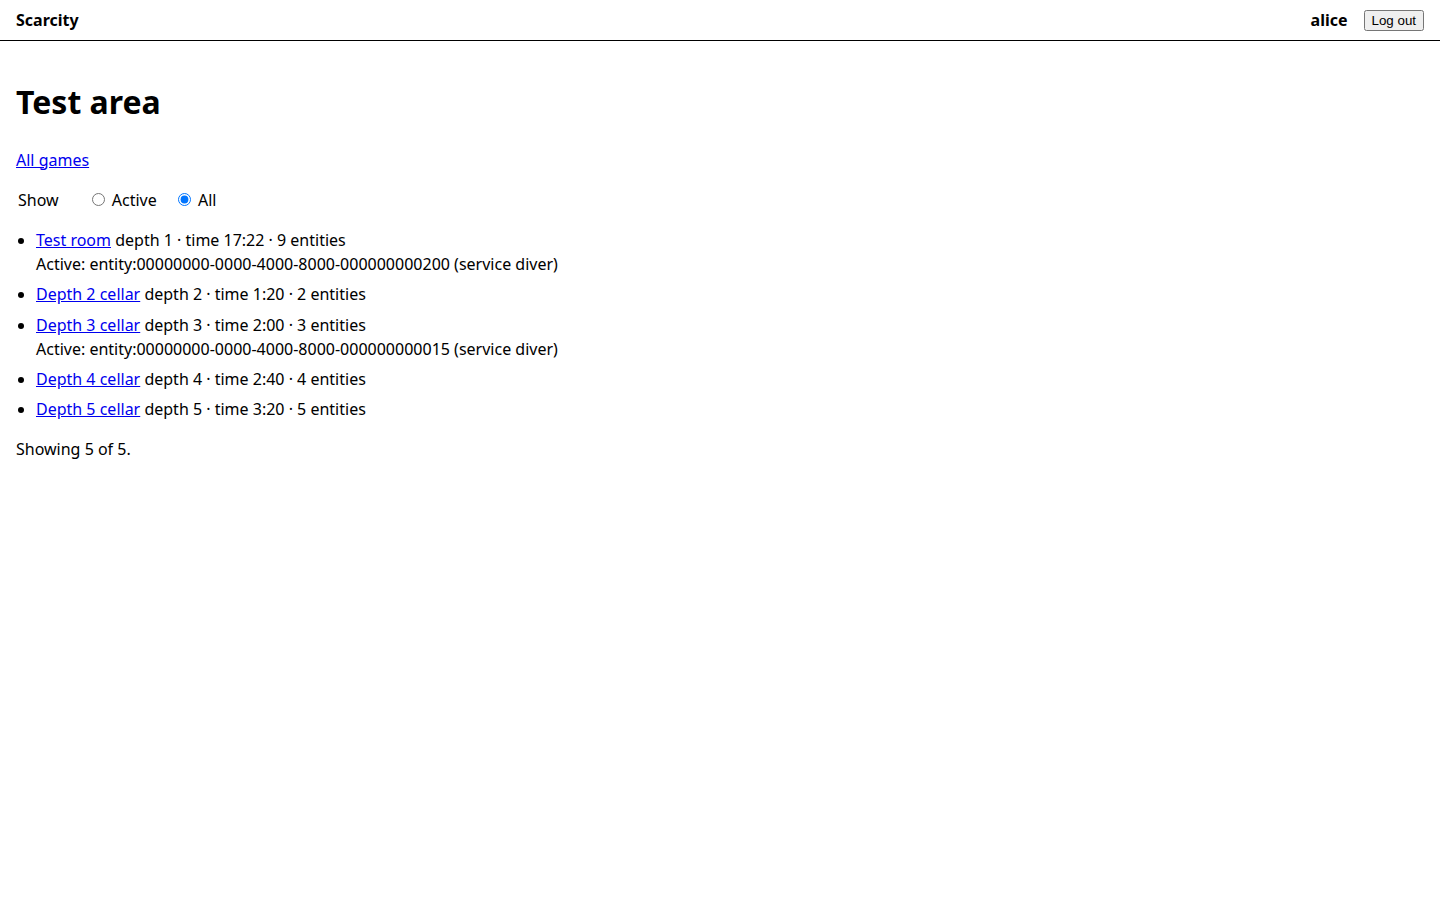 Scarcity
alice
Log out
Test area
All games
Show Active All
Test room depth 1 · time 17:22 · 9 entities
Active: entity:00000000-0000-4000-8000-000000000200 (service diver)
Depth 2 cellar depth 2 · time 1:20 · 2 entities
Depth 3 cellar depth 3 · time 2:00 · 3 entities
Active: entity:00000000-0000-4000-8000-000000000015 (service diver)
Depth 4 cellar depth 4 · time 2:40 · 4 entities
Depth 5 cellar depth 5 · time 3:20 · 5 entities
Showing 5 of 5.